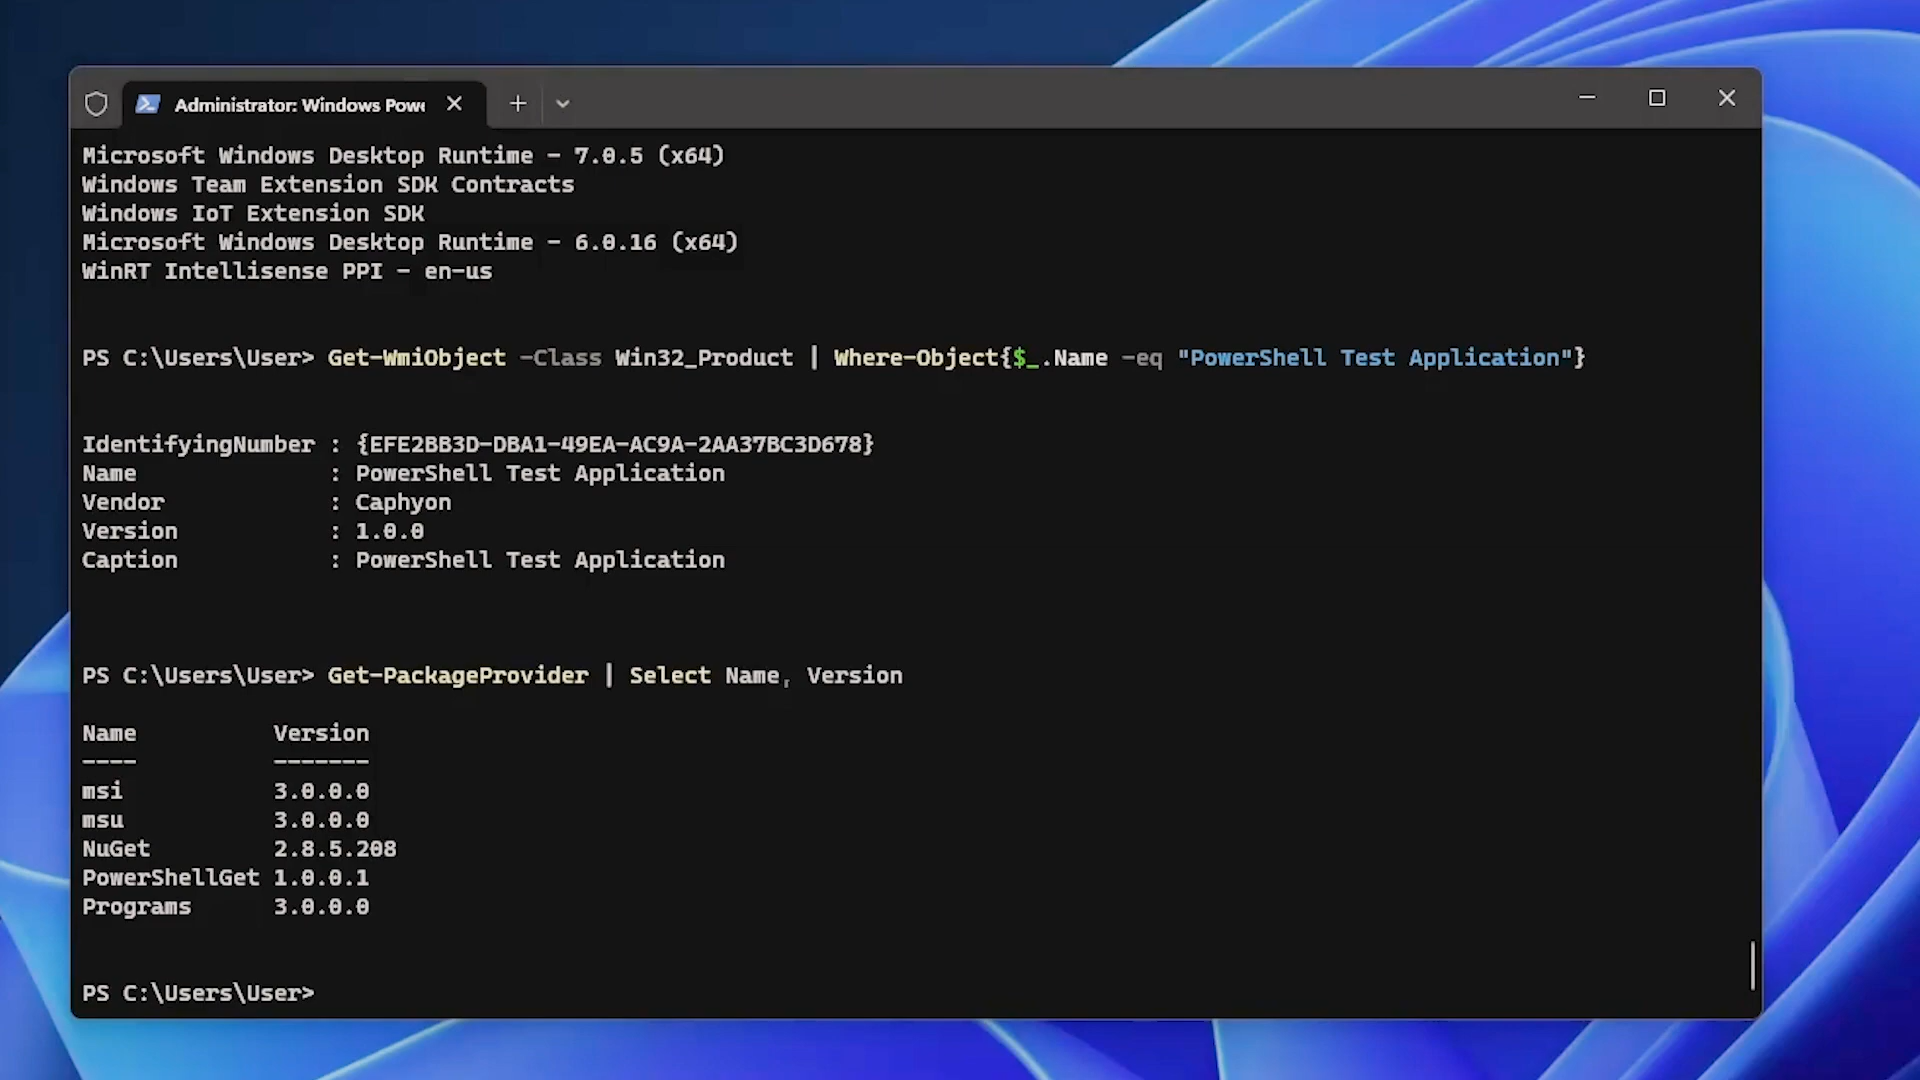 Administrator: Windows Powe
Microsoft Windows Desktop Runtime - 7.0.5 (x64)
Windows Team Extension SDK Contracts
Windows IoT Extension SDK
Microsoft Windows Desktop Runtime - 6.0.16 (x64)
WinRT Intellisense PPI - en-us
PS C:\Users\User> Get-WmiObject -Class Win32_Product | Where-Object{$_.Name -eq "PowerShell Test Application"}
IdentifyingNumber : {EFE2BB3D-DBA1-49EA-AC9A-2AA37BC3D678}
Name : PowerShell Test Application
Vendor : Caphyon
Version : 1.0.0
Caption : PowerShell Test Application
PS C:\Users\User> Get-PackageProvider | Select Name, Version
Name Version
---- -------
msi 3.0.0.0
msu 3.0.0.0
NuGet 2.8.5.208
PowerShellGet 1.0.0.1
Programs 3.0.0.0
PS C:\Users\User>